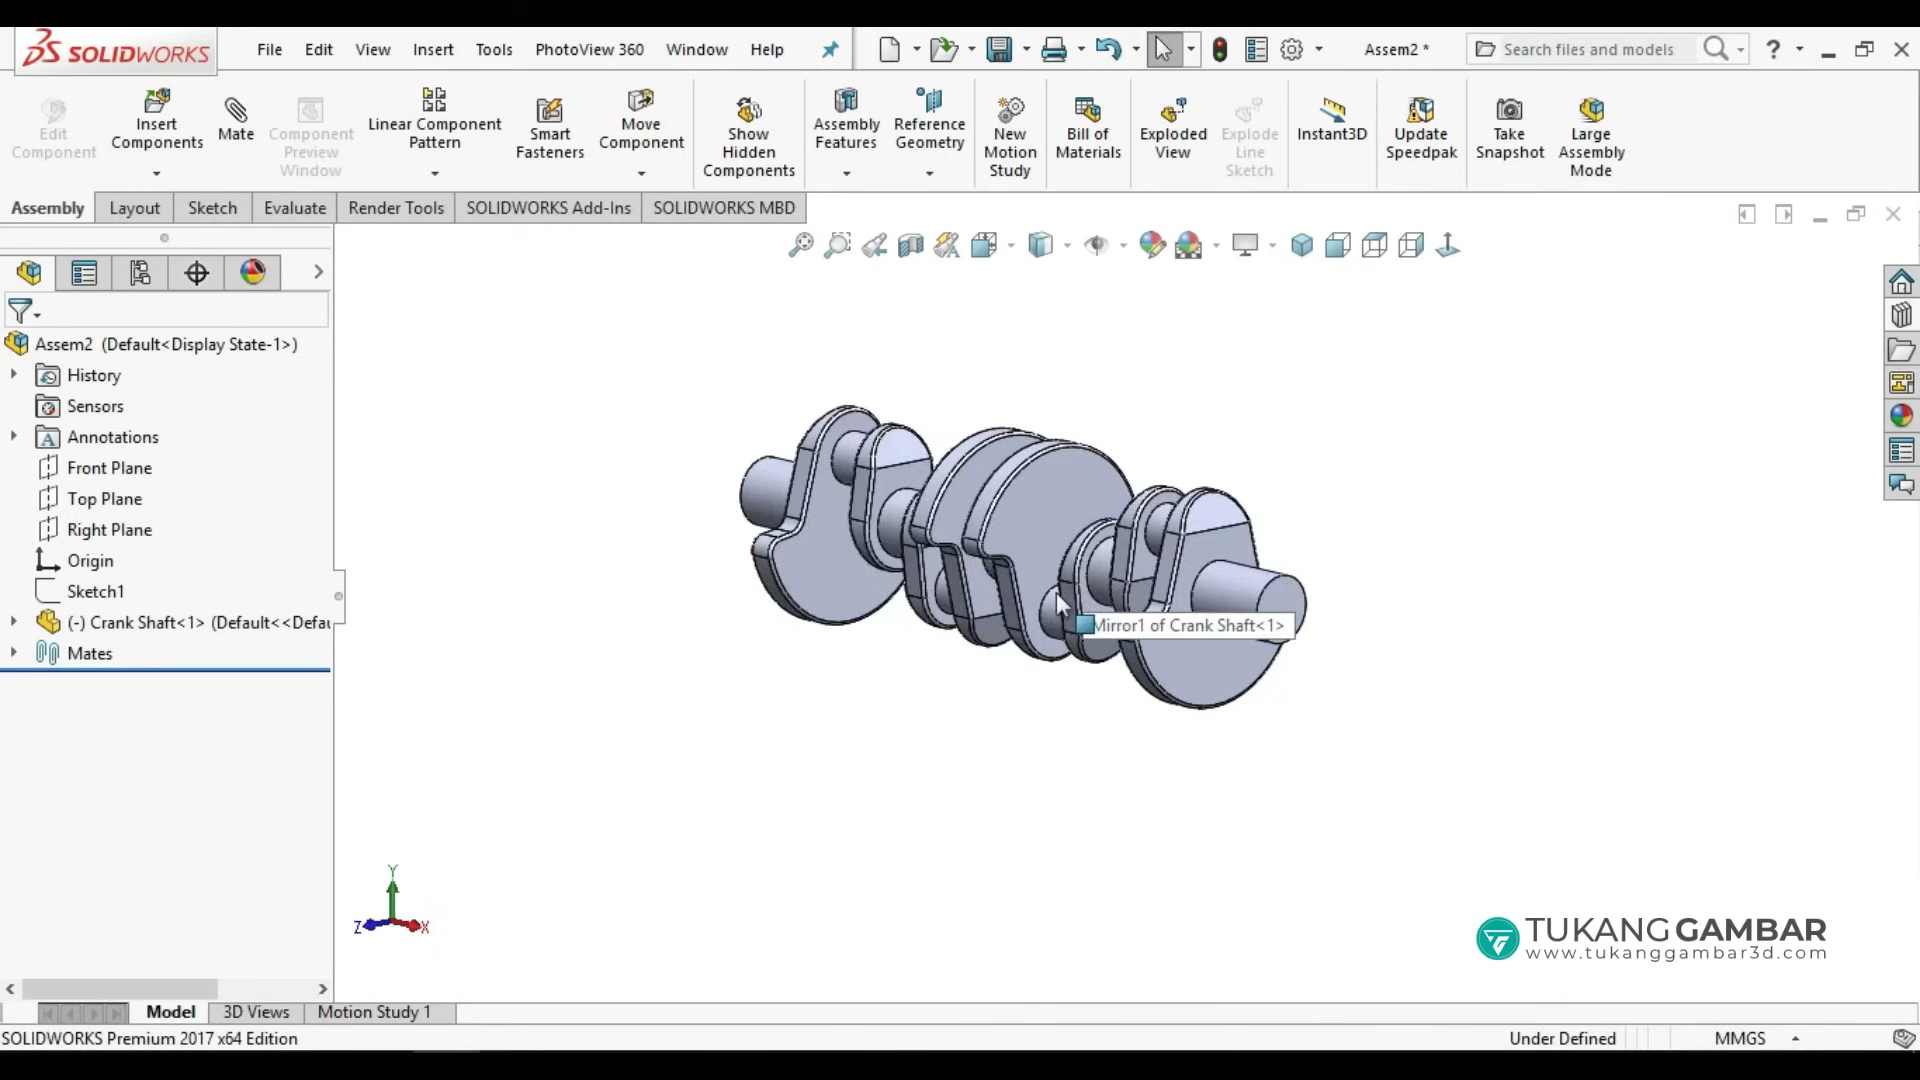 SOLIDWORKS
File Edit View Insert Tools PhotoView 360 Window Help
Assem2 *
Search files and models
?
Edit Component
Insert Components
Mate
Component Preview Window
Linear Component Pattern
Smart Fasteners
Move Component
Show Hidden Components
Assembly Features
Reference Geometry
New Motion Study
Bill of Materials
Exploded View
Explode Line Sketch
Instant3D
Update Speedpak
Take Snapshot
Large Assembly Mode
Assembly Layout Sketch Evaluate Render Tools SOLIDWORKS Add-Ins SOLIDWORKS MBD
Assem2 (Default<Display State-1>)
History
Sensors
Annotations
Front Plane
Top Plane
Right Plane
Origin
Sketch1
(-) Crank Shaft<1> (Default<<Defau
Mates
Mirror1 of Crank Shaft<1>
Y
Z X
TUKANGGAMBAR
www.tukanggambar3d.com
Model 3D Views Motion Study 1
SOLIDWORKS Premium 2017 x64 Edition
Under Defined
MMGS